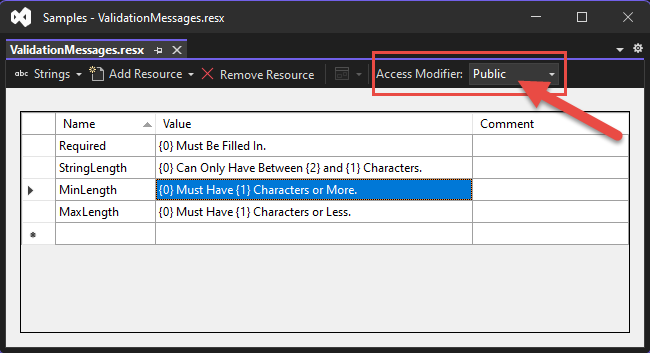 Samples - ValidationMessages.resx
ValidationMessages.resx
abc Strings Add Resource Remove Resource Access Modifier: Public
Name Value Comment
Required {0} Must Be Filled In.
StringLength {0} Can Only Have Between {2} and {1} Characters.
MinLength {0} Must Have {1} Characters or More.
MaxLength {0} Must Have {1} Characters or Less.